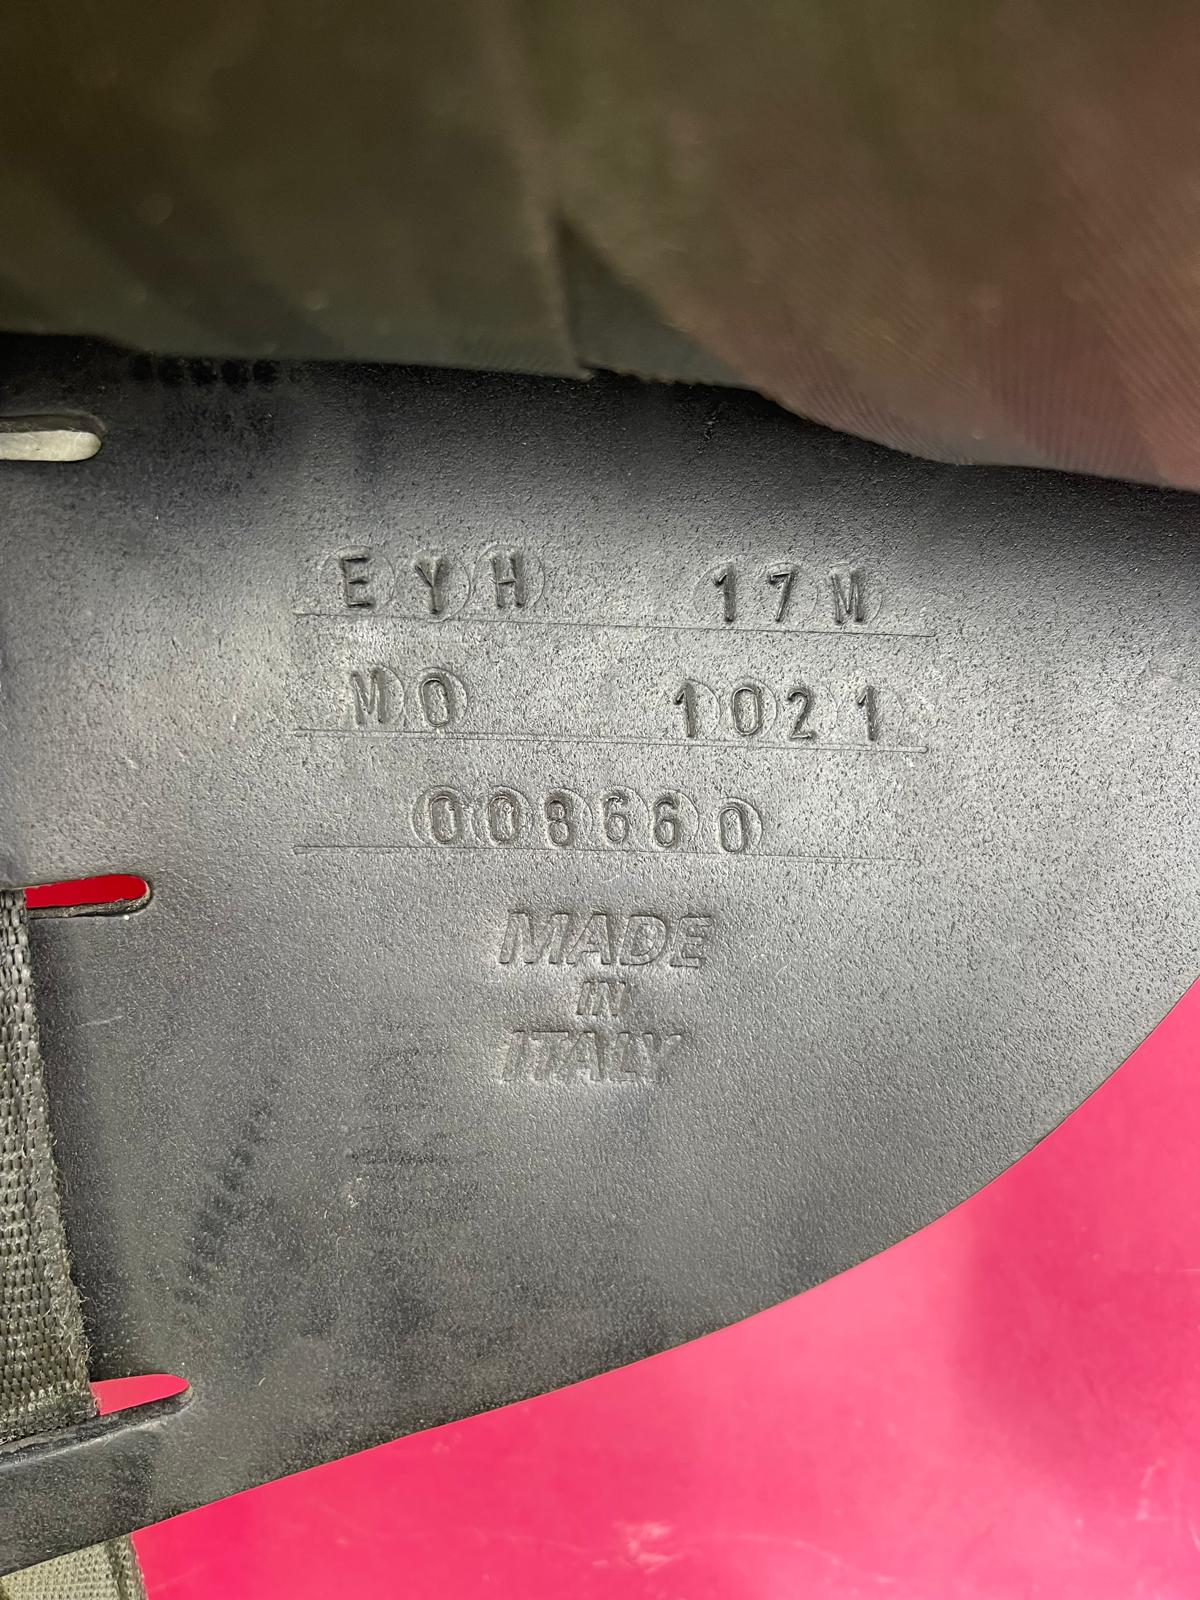 EYH 17M
MO 1021
008660
MADE
IN
ITALY